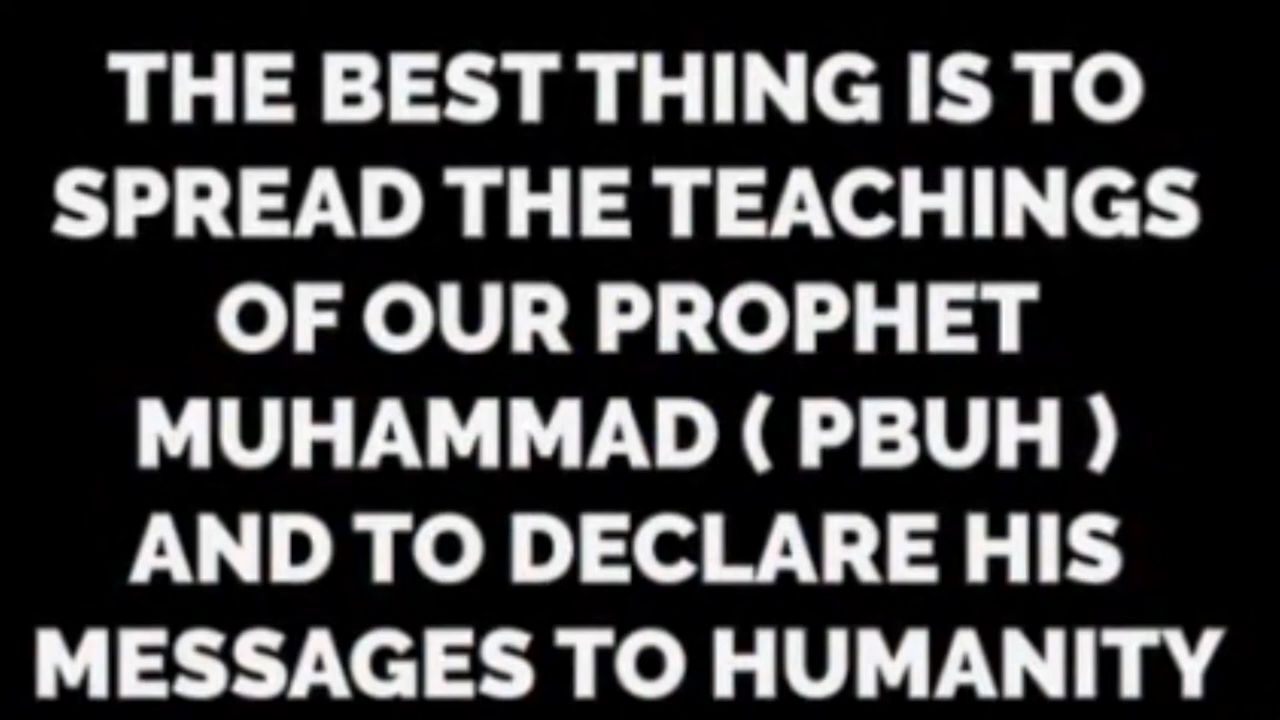 THE BEST THING IS TO
SPREAD THE TEACHINGS
OF OUR PROPHET
MUHAMMAD ( PBUH )
AND TO DECLARE HIS
MESSAGES TO HUMANITY